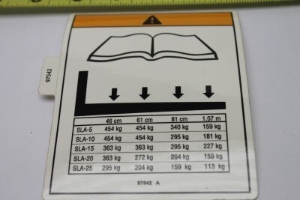 97942
46 cm 61 cm 81 cm 1.07 m
SLA-5 454 kg 454 kg 340 kg 159 kg
SLA-10 454 kg 454 kg 295 kg 181 kg
SLA-15 363 kg 363 kg 295 kg 227 kg
SLA-20 363 kg 272 kg 204 kg 159 kg
SLA-25 295 kg 204 kg 159 kg 113 kg
97942 A